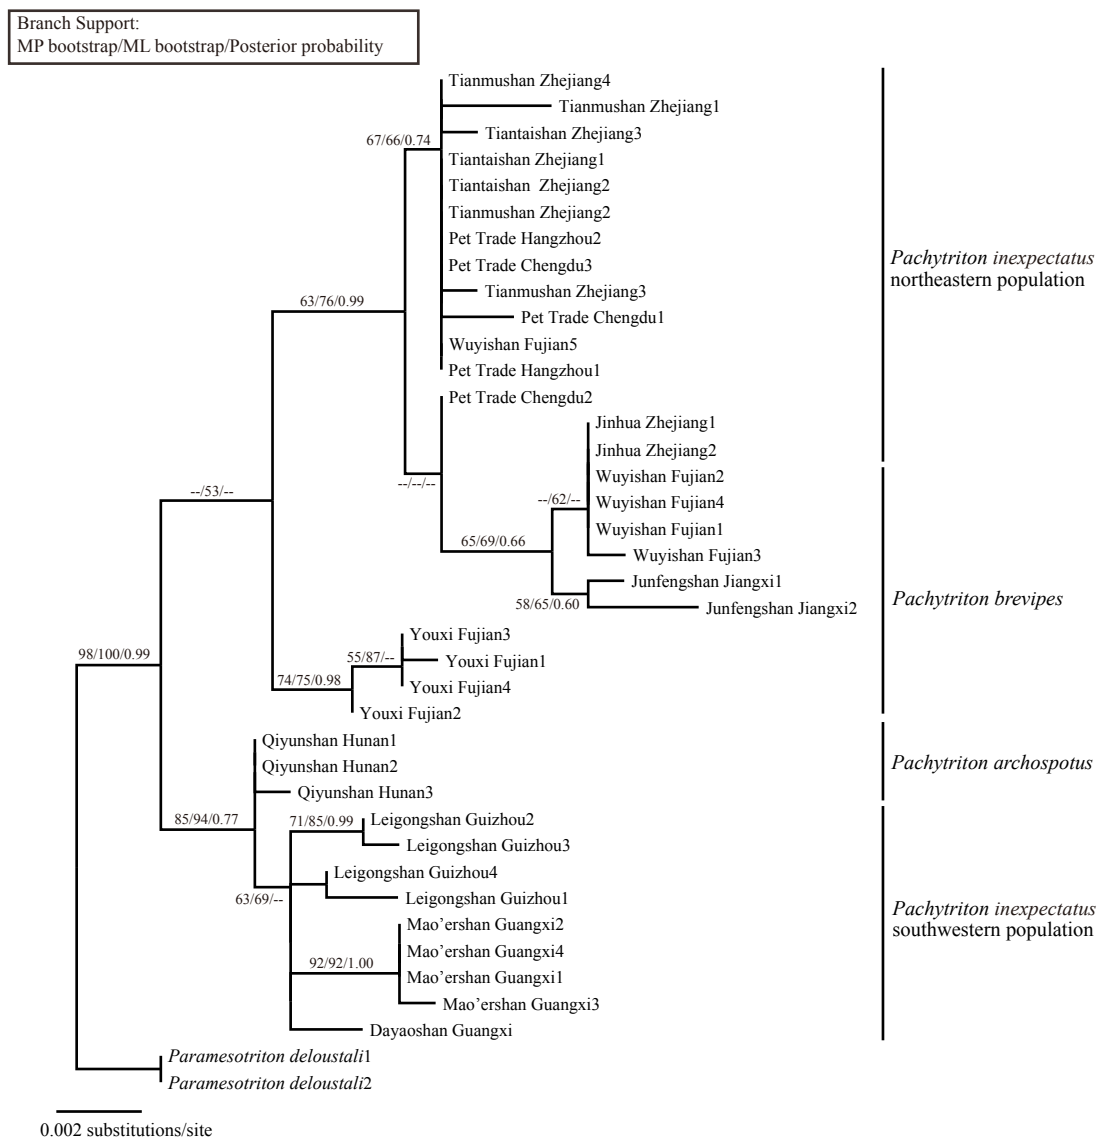 Branch Support:
MP bootstrap/ML bootstrap/Posterior probability
Tianmushan Zhejiang4
Tianmushan Zhejiang1
Tiantaishan Zhejiang3
67/66/0.74
Tiantaishan Zhejiang1
Tiantaishan Zhejiang2
Tianmushan Zhejiang2
Pet Trade Hangzhou2
Pet Trade Chengdu3
Tianmushan Zhejiang3
Pet Trade Chengdu1
Wuyishan Fujian5
Pet Trade Hangzhou1
Pet Trade Chengdu2
63/76/0.99
Pachytriton inexpectatus
northeastern population
Jinhua Zhejiang1
Jinhua Zhejiang2
Wuyishan Fujian2
Wuyishan Fujian4
Wuyishan Fujian1
Wuyishan Fujian3
Junfengshan Jiangxi1
Junfengshan Jiangxi2
--/--/--
--/53/--
--/62/--
65/69/0.66
58/65/0.60
Pachytriton brevipes
Youxi Fujian3
Youxi Fujian1
Youxi Fujian4
Youxi Fujian2
55/87/--
74/75/0.98
98/100/0.99
Qiyunshan Hunan1
Qiyunshan Hunan2
Qiyunshan Hunan3
Pachytriton archospotus
85/94/0.77
71/85/0.99
Leigongshan Guizhou2
Leigongshan Guizhou3
Leigongshan Guizhou4
Leigongshan Guizhou1
63/69/--
Mao’ershan Guangxi2
Mao’ershan Guangxi4
Mao’ershan Guangxi1
Mao’ershan Guangxi3
92/92/1.00
Dayaoshan Guangxi
Pachytriton inexpectatus
southwestern population
Paramesotriton deloustali1
Paramesotriton deloustali2
0.002 substitutions/site